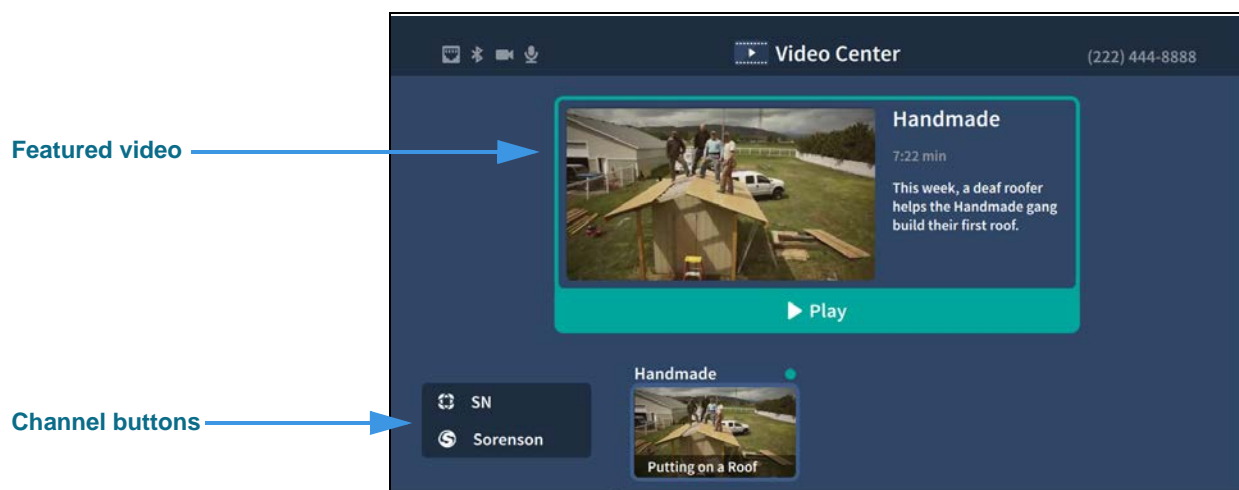 Video Center
(222) 444-8888
Featured video
Handmade
7:22 min
This week, a deaf roofer
helps the Handmade gang
build their first roof.
Play
Channel buttons
SN
Sorenson
Handmade
Putting on a Roof